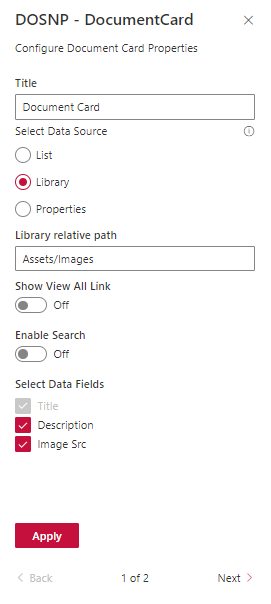 DOSNP - DocumentCard
Configure Document Card Properties
Title
Document Card
Select Data Source
List
Library
Properties
Library relative path
Assets/Images
Show View All Link
Off
Enable Search
Off
Select Data Fields
Title
Description
Image Src
Apply
Back 1 of 2 Next